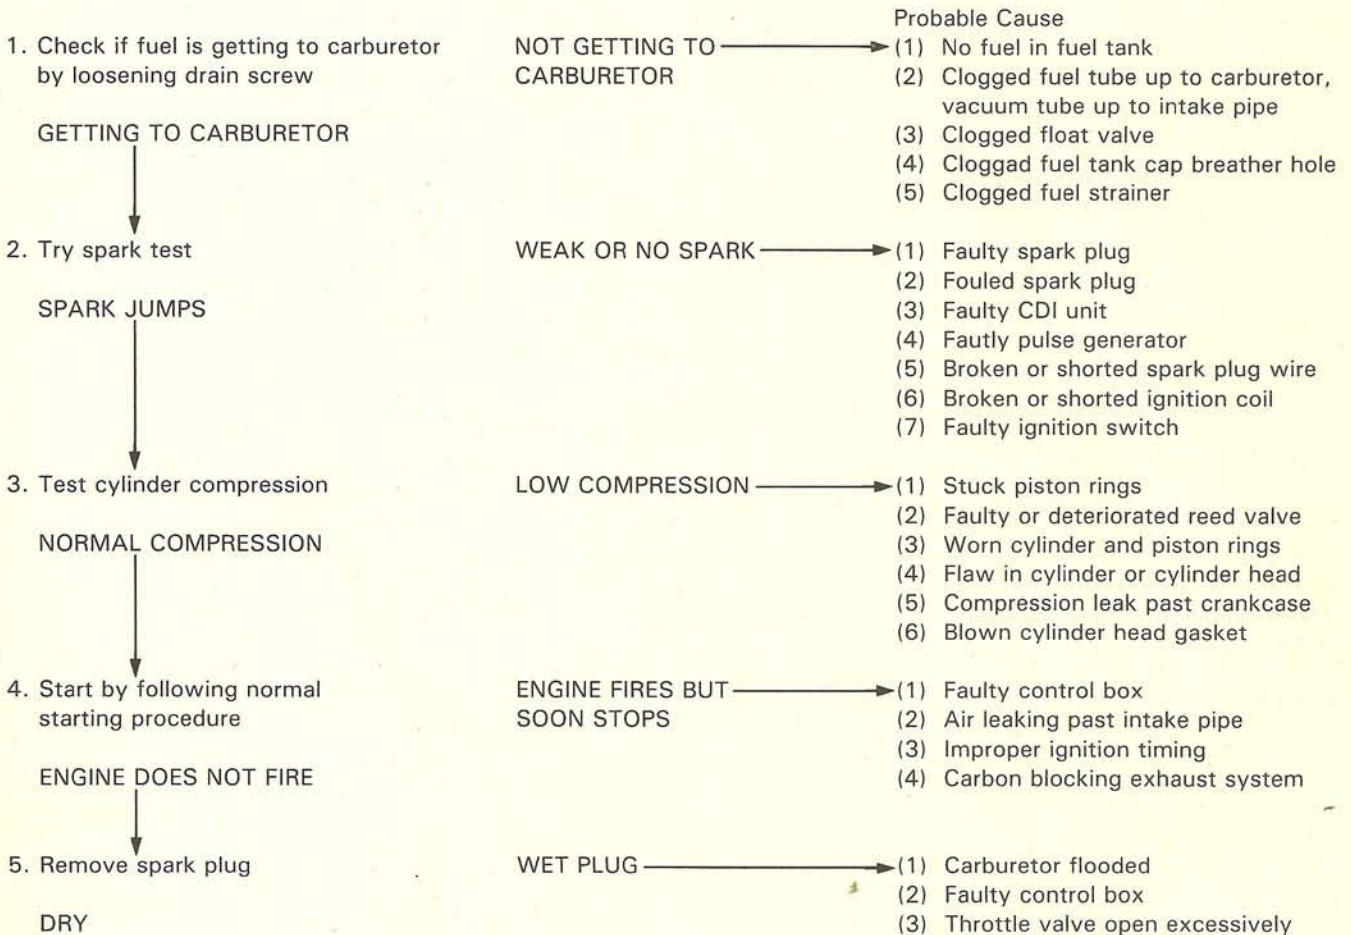 Probable Cause
1. Check if fuel is getting to carburetor
by loosening drain screw
NOT GETTING TO
CARBURETOR
(1) No fuel in fuel tank
(2) Clogged fuel tube up to carburetor,
vacuum tube up to intake pipe
(3) Clogged float valve
(4) Cloggad fuel tank cap breather hole
(5) Clogged fuel strainer
GETTING TO CARBURETOR
2. Try spark test
WEAK OR NO SPARK
(1) Faulty spark plug
(2) Fouled spark plug
(3) Faulty CDI unit
(4) Fautly pulse generator
(5) Broken or shorted spark plug wire
(6) Broken or shorted ignition coil
(7) Faulty ignition switch
SPARK JUMPS
3. Test cylinder compression
LOW COMPRESSION
(1) Stuck piston rings
(2) Faulty or deteriorated reed valve
(3) Worn cylinder and piston rings
(4) Flaw in cylinder or cylinder head
(5) Compression leak past crankcase
(6) Blown cylinder head gasket
NORMAL COMPRESSION
4. Start by following normal
starting procedure
ENGINE FIRES BUT
SOON STOPS
(1) Faulty control box
(2) Air leaking past intake pipe
(3) Improper ignition timing
(4) Carbon blocking exhaust system
ENGINE DOES NOT FIRE
5. Remove spark plug
WET PLUG
(1) Carburetor flooded
(2) Faulty control box
(3) Throttle valve open excessively
DRY